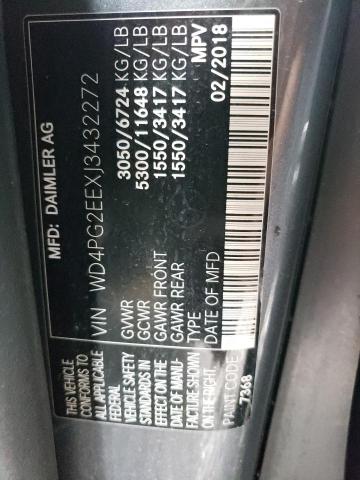 MFD: DAIMLER AG
VIN WD4PG2EEXJ3432272
THIS VEHICLE
CONFORMS TO
ALL APPLICABLE
FEDERAL
VEHICLE SAFETY
STANDARDS IN
EFFECT ON THE
DATE OF MANU-
FACTURE SHOWN
ON THE RIGHT.
GVWR 3050/6724 KG/LB
GCWR 5300/11648 KG/LB
GAWR FRONT 1550/3417 KG/LB
GAWR REAR 1550/3417 KG/LB
TYPE MPV
DATE OF MFD 02/2018
PAINT CODE
7368